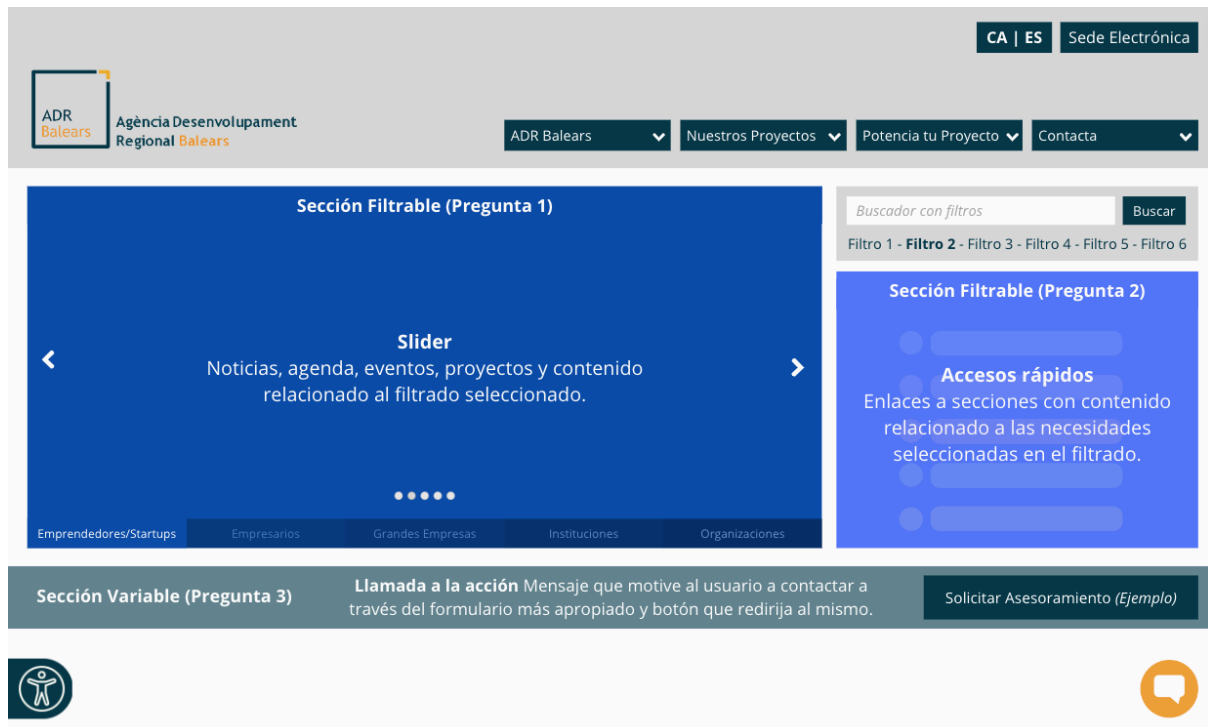 CA | ES
Sede Electrónica
ADR
Balears
Agència Desenvolupament
Regional Balears
ADR Balears
Nuestros Proyectos
Potencia tu Proyecto
Contacta
Sección Filtrable (Pregunta 1)
Slider
Noticias, agenda, eventos, proyectos y contenido
relacionado al filtrado seleccionado.
Emprendedores/Startups
Empresarios
Grandes Empresas
Instituciones
Organizaciones
Buscador con filtros
Buscar
Filtro 1 - Filtro 2 - Filtro 3 - Filtro 4 - Filtro 5 - Filtro 6
Sección Filtrable (Pregunta 2)
Accesos rápidos
Enlaces a secciones con contenido
relacionado a las necesidades
seleccionadas en el filtrado.
Sección Variable (Pregunta 3)
Llamada a la acción Mensaje que motive al usuario a contactar a
través del formulario más apropiado y botón que redirija al mismo.
Solicitar Asesoramiento (Ejemplo)